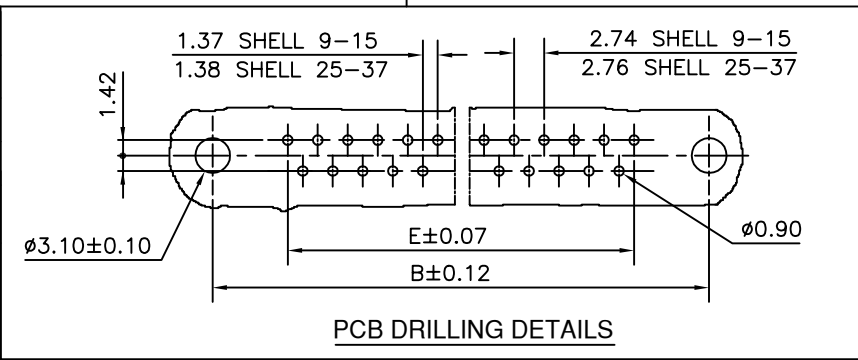 1.37 SHELL 9-15
1.38 SHELL 25-37
2.74 SHELL 9-15
2.76 SHELL 25-37
1.42
ø3.10±0.10
E±0.07
ø0.90
B±0.12
PCB DRILLING DETAILS